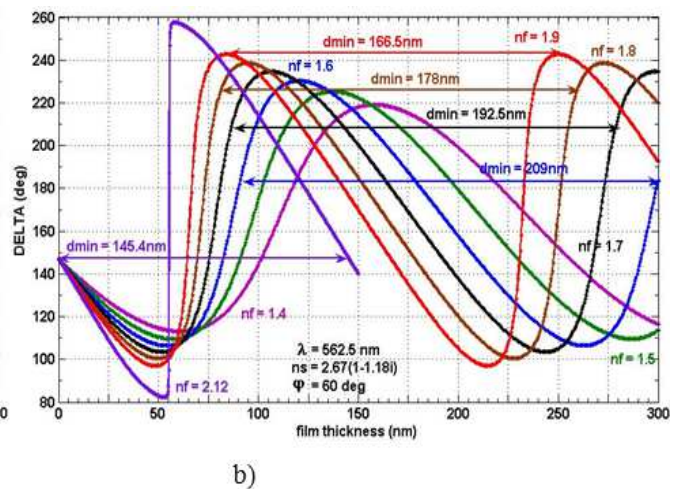 260
240
220
200
180
160
140
120
100
80
DELTA (deg)
dmin = 166.5nm
nf = 1.9
nf = 1.8
nf = 1.6
dmin = 178nm
dmin = 192.5nm
dmin = 209nm
dmin = 145.4nm
nf = 1.7
nf = 1.4
λ = 562.5 nm
ns = 2.67(1-1.18i)
φ = 60 deg
nf = 1.5
nf = 2.12
0
0 50 100 150 200 250 300
film thickness (nm)
b)